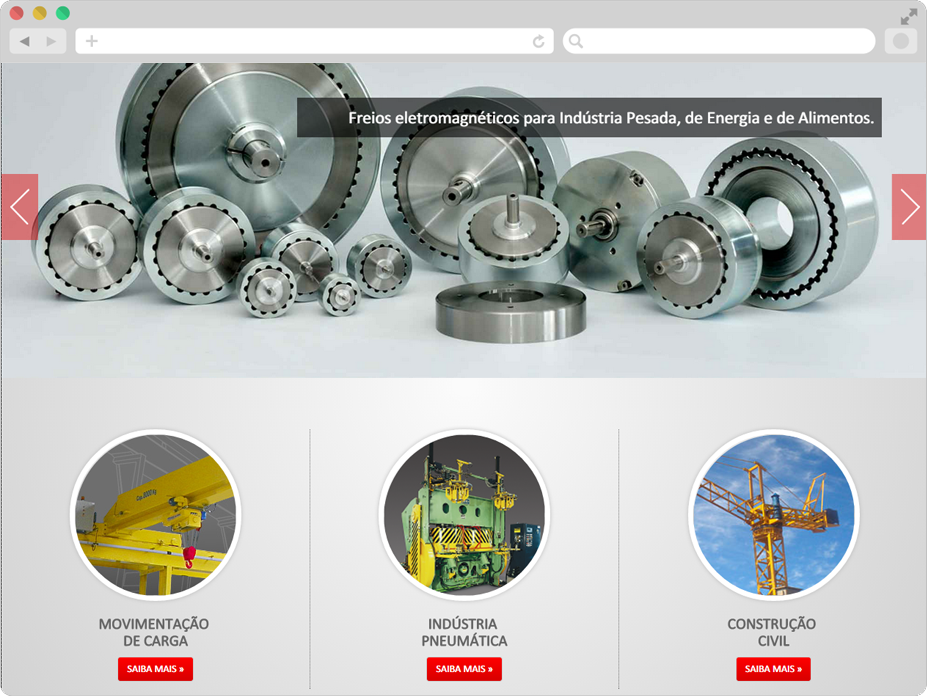 Freios eletromagnéticos para Indústria Pesada, de Energia e de Alimentos.
MOVIMENTAÇÃO
DE CARGA
SAIBA MAIS »
INDÚSTRIA
PNEUMÁTICA
SAIBA MAIS »
CONSTRUÇÃO
CIVIL
SAIBA MAIS »